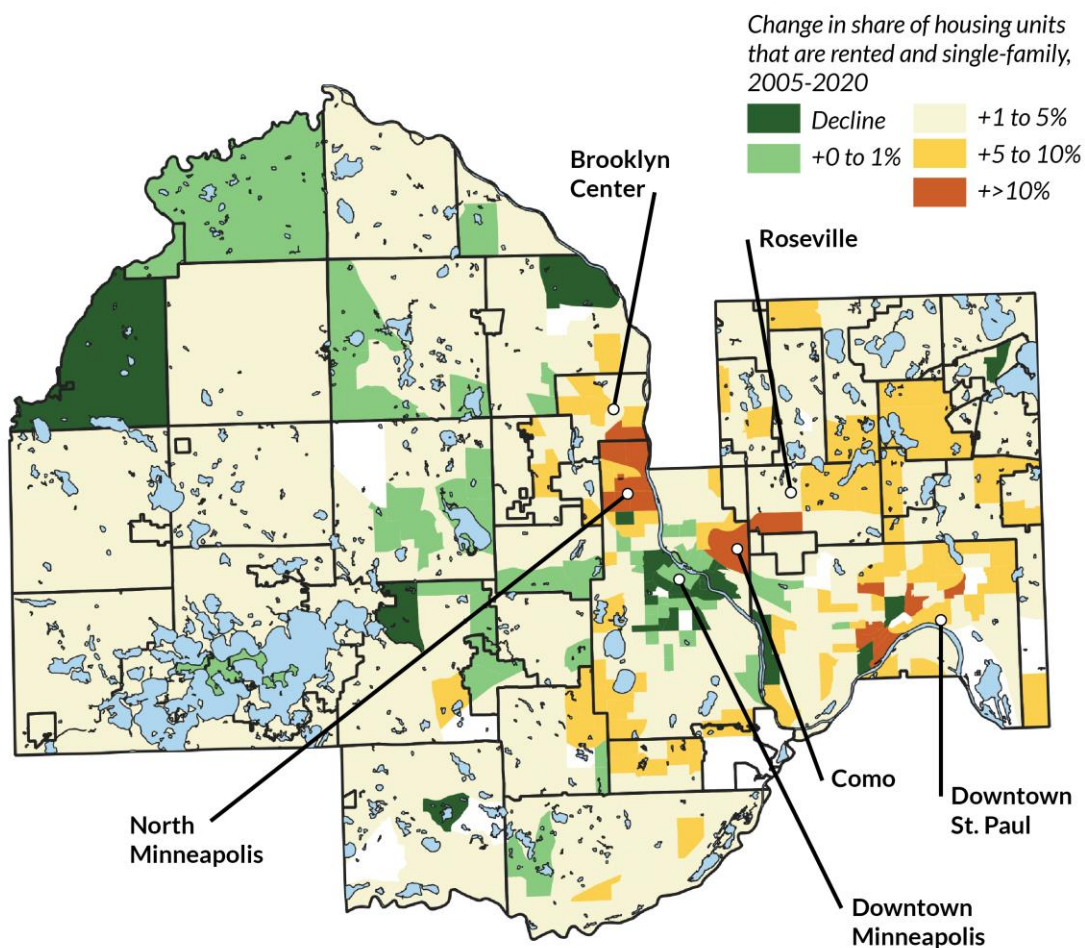 Change in share of housing units
that are rented and single-family,
2005-2020
Decline
+0 to 1%
+1 to 5%
+5 to 10%
+>10%
Brooklyn
Center
Roseville
North
Minneapolis
Como
Downtown
St. Paul
Downtown
Minneapolis